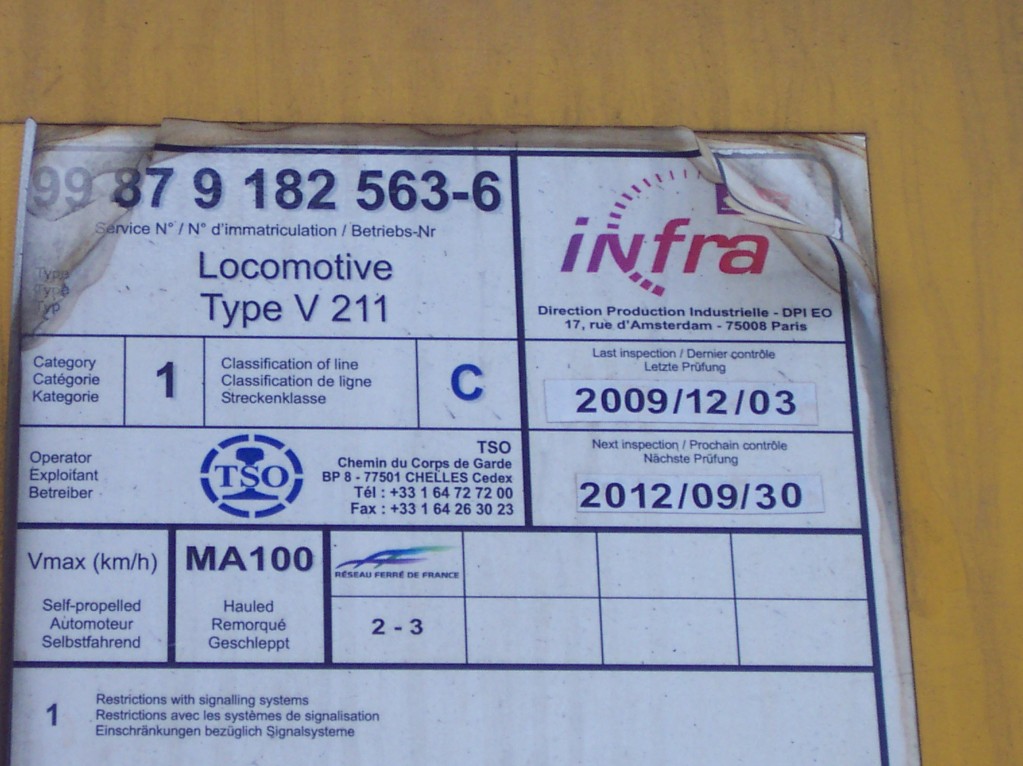 99 87 9 182 563-6
Service N° / N° d'immatriculation / Betriebs-Nr
Type
Type
Typ
Locomotive
Type V 211
infra
Direction Production Industrielle - DPI EO
17, rue d'Amsterdam - 75008 Paris
Category
Catégorie
Kategorie
1
Classification of line
Classification de ligne
Streckenklasse
C
Last inspection / Dernier contrôle
Letzte Prüfung
2009/12/03
Next inspection / Prochain contrôle
Nächste Prüfung
2012/09/30
Operator
Exploifant
Betreiber
TSO
TSO
Chemin du Corps de Garde
BP 8 - 77501 CHELLES Cedex
Tél : +33 1 64 72 72 00
Fax : +33 1 64 26 30 23
Vmax (km/h)
Self-propelled
Automoteur
Selbstfahrend
MA100
Hauled
Remorqué
Geschleppt
RÉSEAU FERRÉ DE FRANCE
2 - 3
1
Restrictions with signalling systems
Restrictions avec les systèmes de signalisation
Einschränkungen bezüglich Signalsysteme